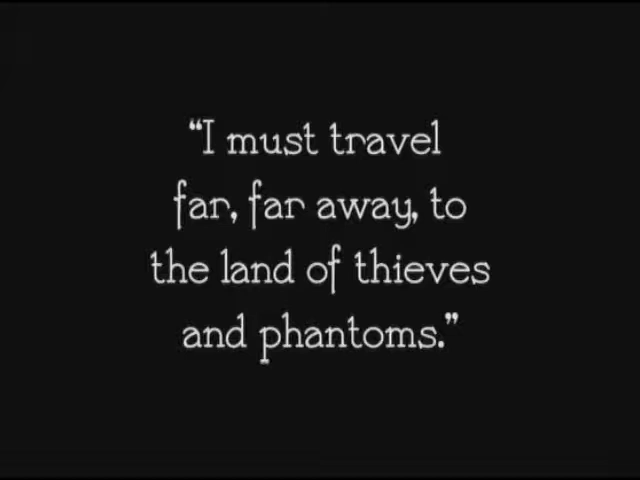 “I must travel
far, far away, to
the land of thieves
and phantoms.”